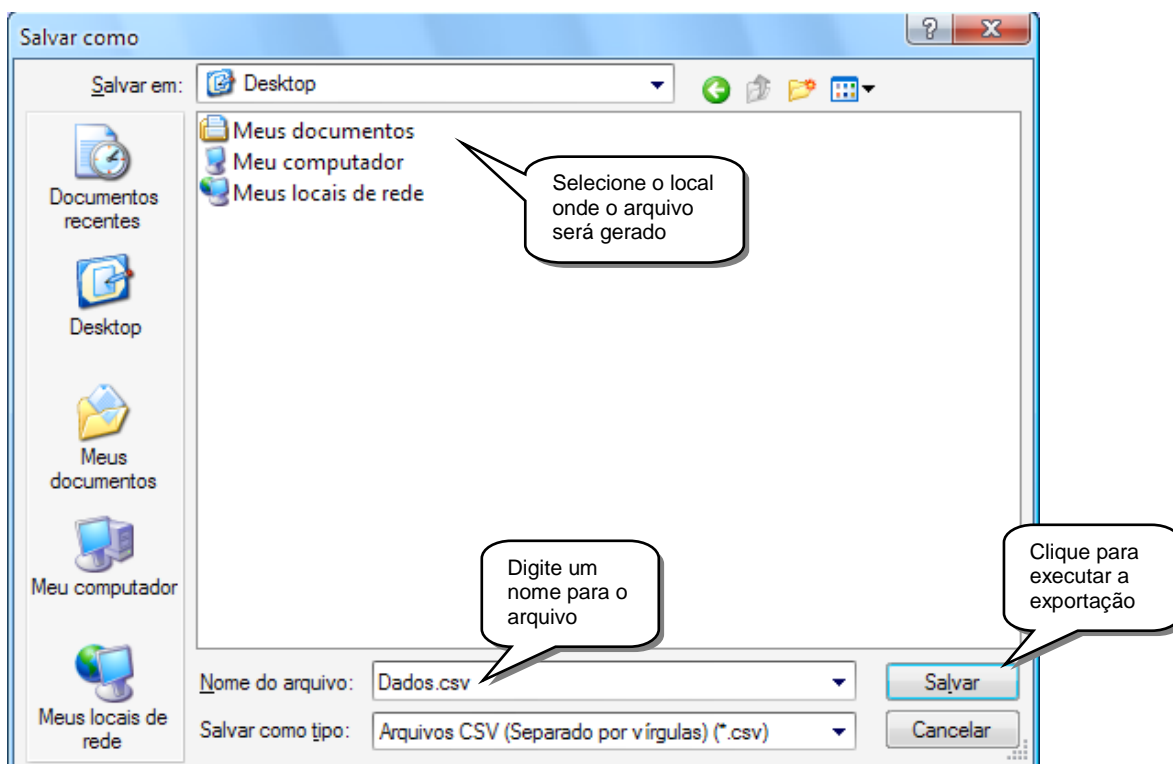 Salvar como
Salvar em:
Desktop
Meus documentos
Meu computador
Meus locais de rede
Selecione o local
onde o arquivo
será gerado
Documentos
recentes
Desktop
Meus
documentos
Meu computador
Meus locais de
rede
Digite um
nome para o
arquivo
Clique para
executar a
exportação
Nome do arquivo:
Dados.csv
Salvar
Salvar como tipo:
Arquivos CSV (Separado por vírgulas) (*.csv)
Cancelar